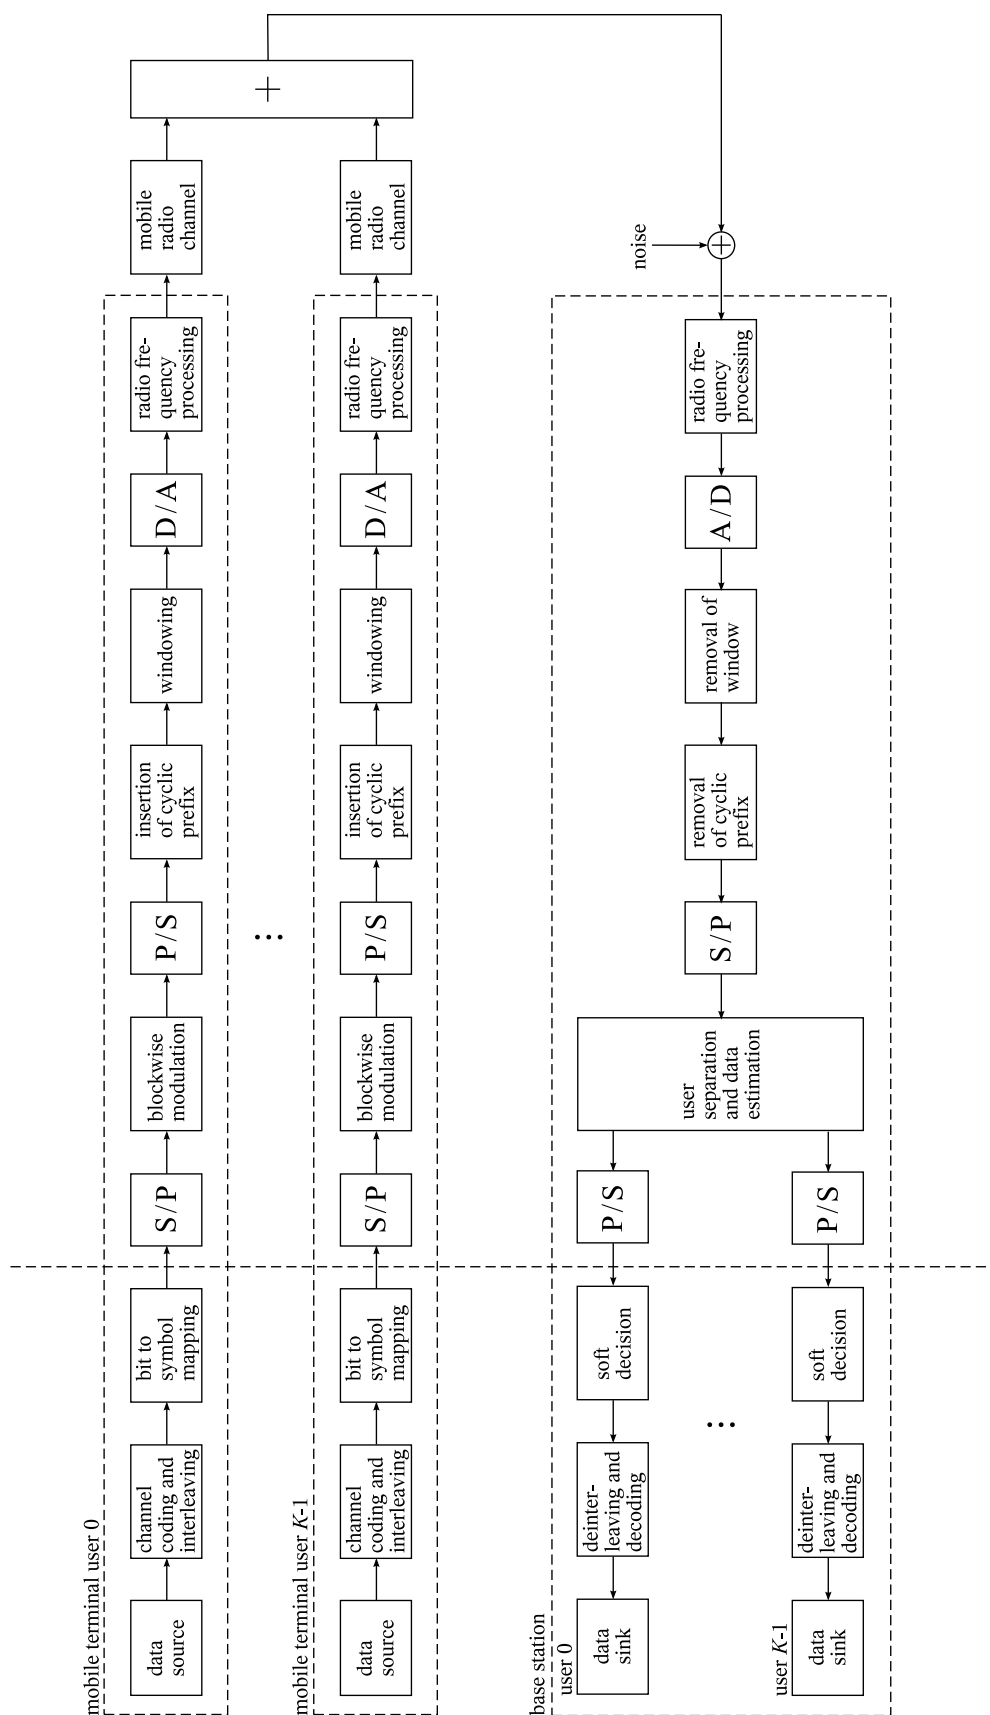 mobile terminal user 0
data
source
channel
coding and
interleaving
bit to
symbol
mapping
S/P
blockwise
modulation
P/S
insertion
of cyclic
prefix
windowing
D/A
radio fre-
quency
processing
mobile
radio
channel
+
...
mobile terminal user K-1
data
source
channel
coding and
interleaving
bit to
symbol
mapping
S/P
blockwise
modulation
P/S
insertion
of cyclic
prefix
windowing
D/A
radio fre-
quency
processing
mobile
radio
channel
noise
+
base station
radio fre-
quency
processing
A/D
removal of
window
removal
of cyclic
prefix
S/P
user
separation
and data
estimation
user 0
P/S
soft
decision
deinter-
leaving and
decoding
data
sink
...
user K-1
P/S
soft
decision
deinter-
leaving and
decoding
data
sink